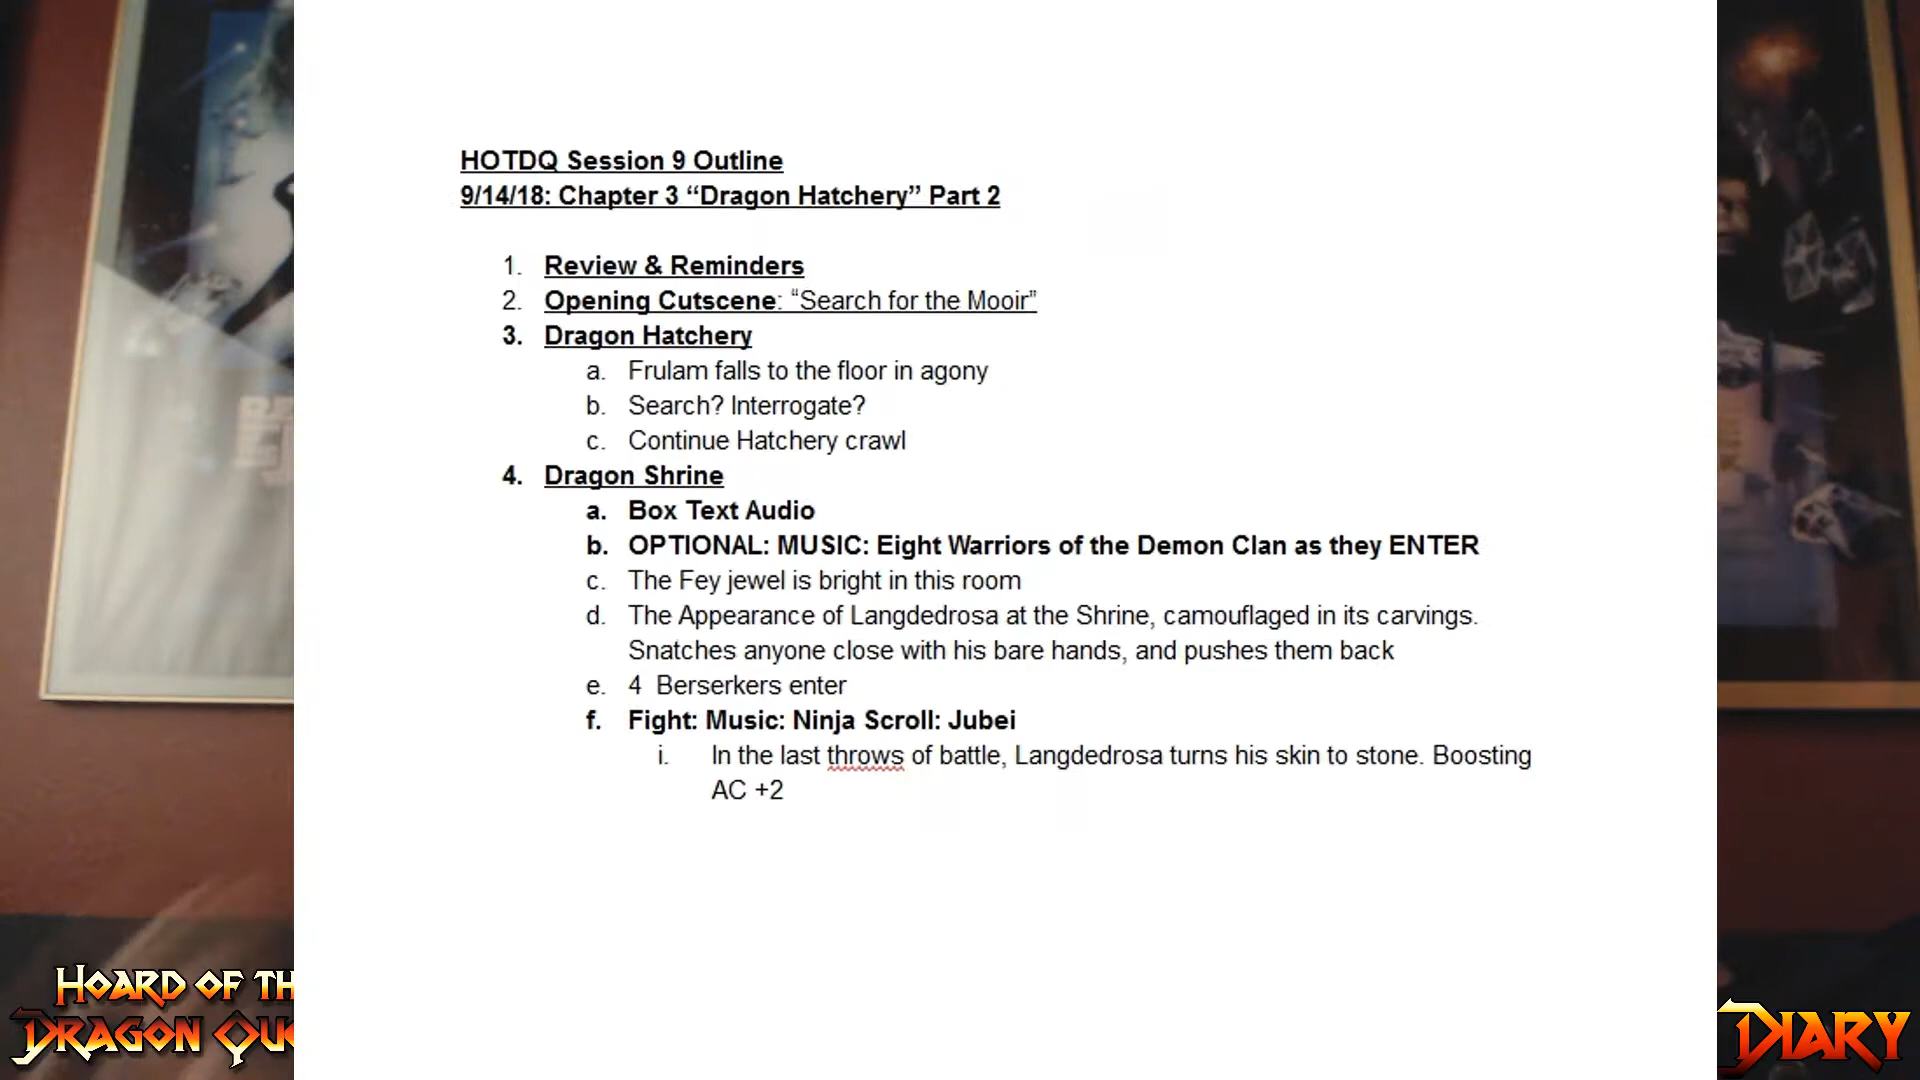 HOTDQ Session 9 Outline
9/14/18: Chapter 3 “Dragon Hatchery” Part 2
1. Review & Reminders
2. Opening Cutscene: “Search for the Mooir”
3. Dragon Hatchery
a. Frulam falls to the floor in agony
b. Search? Interrogate?
c. Continue Hatchery crawl
4. Dragon Shrine
a. Box Text Audio
b. OPTIONAL: MUSIC: Eight Warriors of the Demon Clan as they ENTER
c. The Fey jewel is bright in this room
d. The Appearance of Langdedrosa at the Shrine, camouflaged in its carvings.
Snatches anyone close with his bare hands, and pushes them back
e. 4 Berserkers enter
f. Fight: Music: Ninja Scroll: Jubei
i. In the last throws of battle, Langdedrosa turns his skin to stone. Boosting
AC +2
HOARD OF TH
DRAGON QU
DIARY